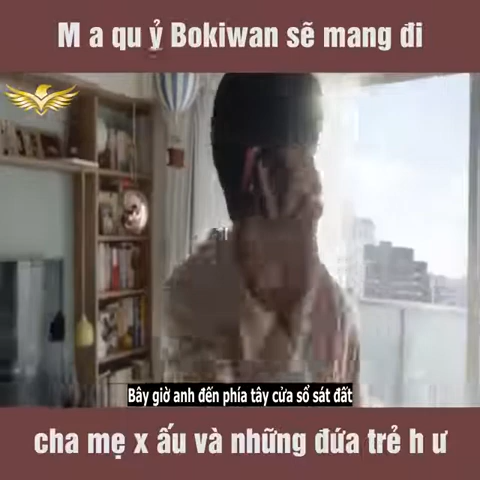 M a qu ỷ Bokiwan sẽ mang đi
Bây giờ anh đến phía tây cửa sổ sát đất
cha mẹ x ấu và những đứa trẻ h ư